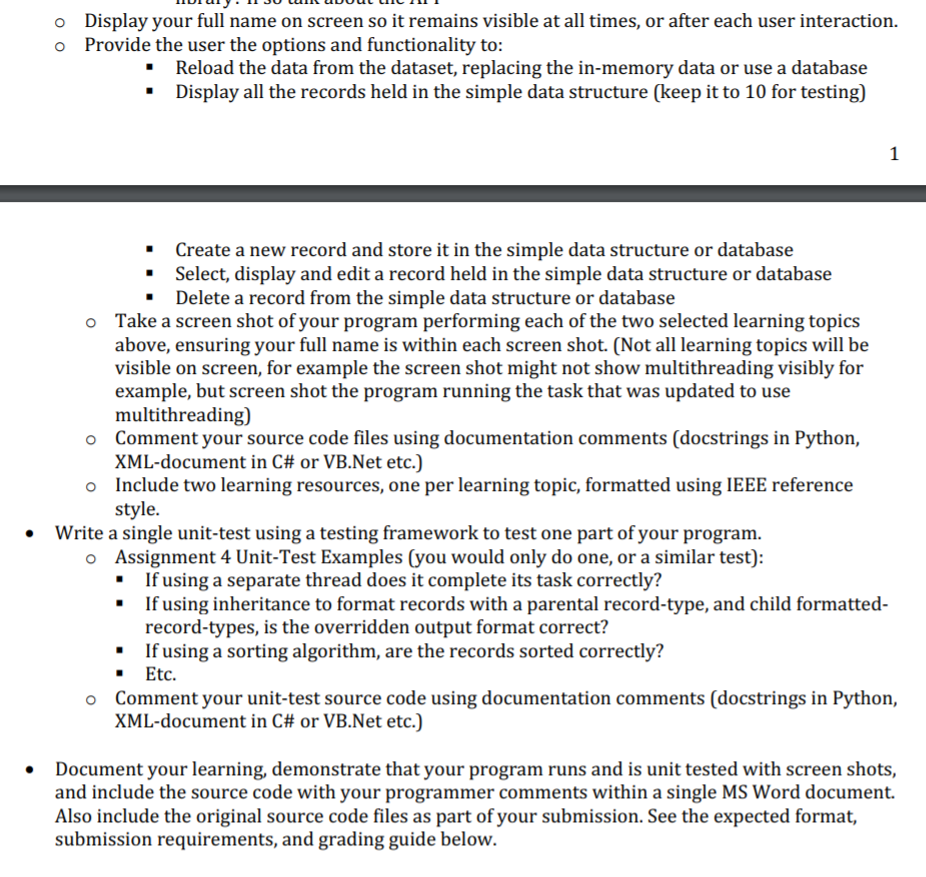 o Display your full name on screen so it remains visible at all times, or after each user interaction.
o Provide the user the options and functionality to:
▪ Reload the data from the dataset, replacing the in-memory data or use a database
▪ Display all the records held in the simple data structure (keep it to 10 for testing)
1
▪ Create a new record and store it in the simple data structure or database
▪ Select, display and edit a record held in the simple data structure or database
▪ Delete a record from the simple data structure or database
o Take a screen shot of your program performing each of the two selected learning topics
above, ensuring your full name is within each screen shot. (Not all learning topics will be
visible on screen, for example the screen shot might not show multithreading visibly for
example, but screen shot the program running the task that was updated to use
multithreading)
o Comment your source code files using documentation comments (docstrings in Python,
XML-document in C# or VB.Net etc.)
o Include two learning resources, one per learning topic, formatted using IEEE reference
style.
• Write a single unit-test using a testing framework to test one part of your program.
o Assignment 4 Unit-Test Examples (you would only do one, or a similar test):
▪ If using a separate thread does it complete its task correctly?
▪ If using inheritance to format records with a parental record-type, and child formatted-
record-types, is the overridden output format correct?
▪ If using a sorting algorithm, are the records sorted correctly?
▪ Etc.
o Comment your unit-test source code using documentation comments (docstrings in Python,
XML-document in C# or VB.Net etc.)
• Document your learning, demonstrate that your program runs and is unit tested with screen shots,
and include the source code with your programmer comments within a single MS Word document.
Also include the original source code files as part of your submission. See the expected format,
submission requirements, and grading guide below.